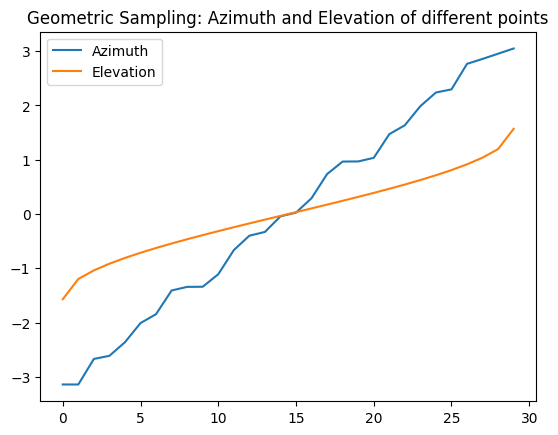 Geometric Sampling: Azimuth and Elevation of different points
Azimuth
Elevation
3
2
1
0
−1
−2
−3
0 5 10 15 20 25 30